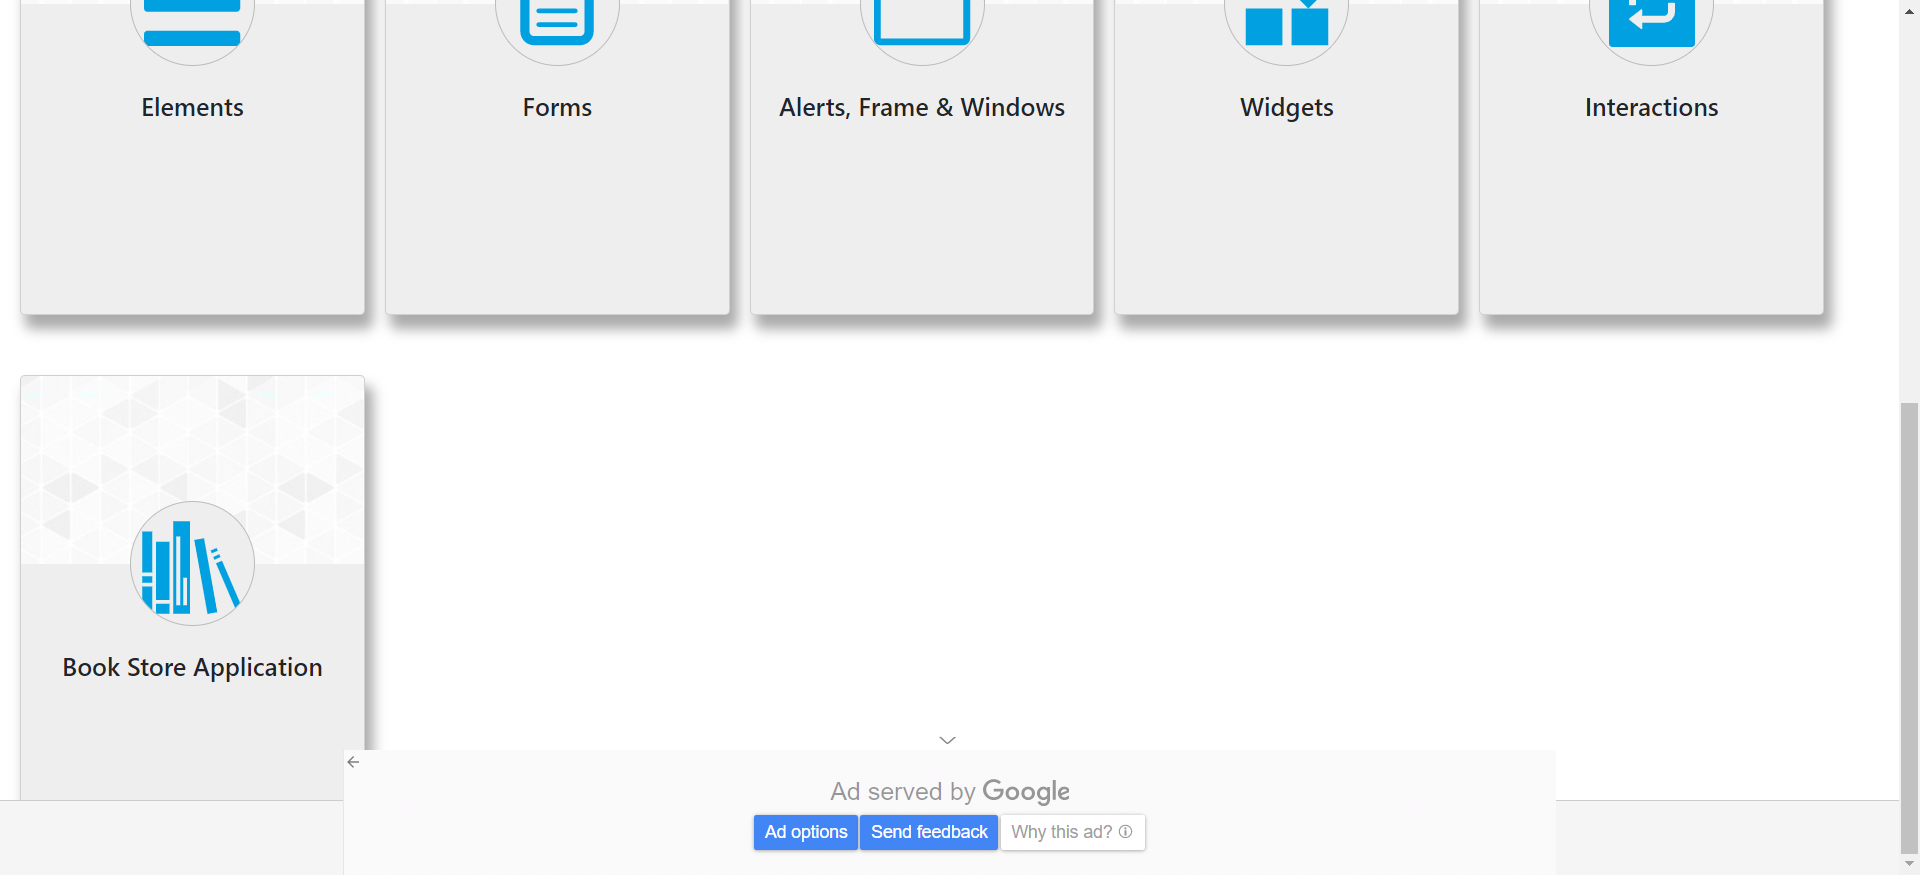 Elements
Forms
Alerts, Frame & Windows
Widgets
Interactions
Book Store Application
Ad served by Google
Ad options
Send feedback
Why this ad?